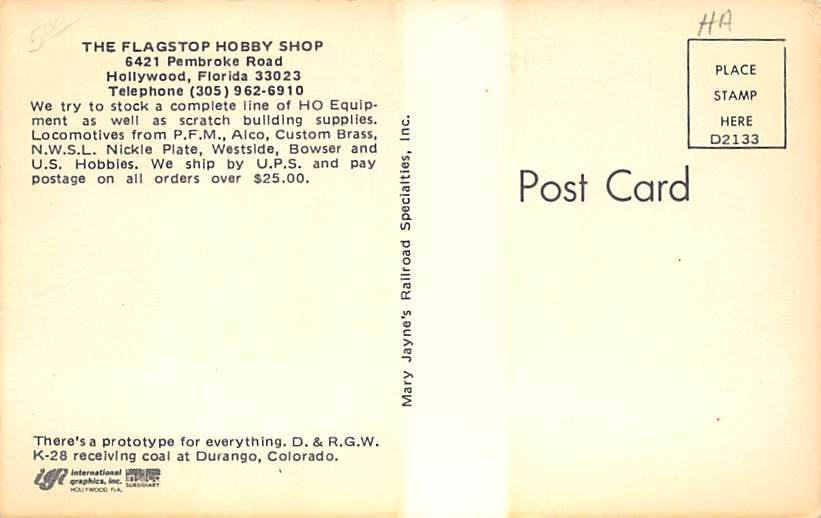 5¢
HA
THE FLAGSTOP HOBBY SHOP
6421 Pembroke Road
Hollywood, Florida 33023
Telephone (305) 962-6910
We try to stock a complete line of HO Equip-
ment as well as scratch building supplies.
Locomotives from P.F.M., Alco, Custom Brass,
N.W.S.L. Nickle Plate, Westside, Bowser and
U.S. Hobbies. We ship by U.P.S. and pay
postage on all orders over $25.00.
There's a prototype for everything. D. & R.G.W.
K-28 receiving coal at Durango, Colorado.
igi international
graphics, inc.
HOLLYWOOD, FLA.
SUBSIDIARY
Mary Jayne's Railroad Specialties, Inc.
PLACE
STAMP
HERE
D2133
Post Card